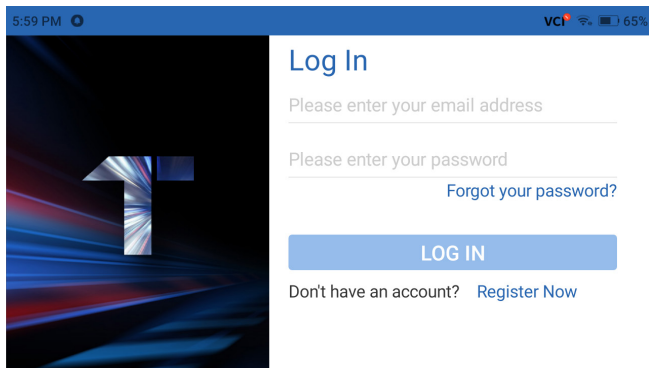 5:59 PM
VCI
65%
Log In
Please enter your email address
Please enter your password
Forgot your password?
LOG IN
Don't have an account? Register Now